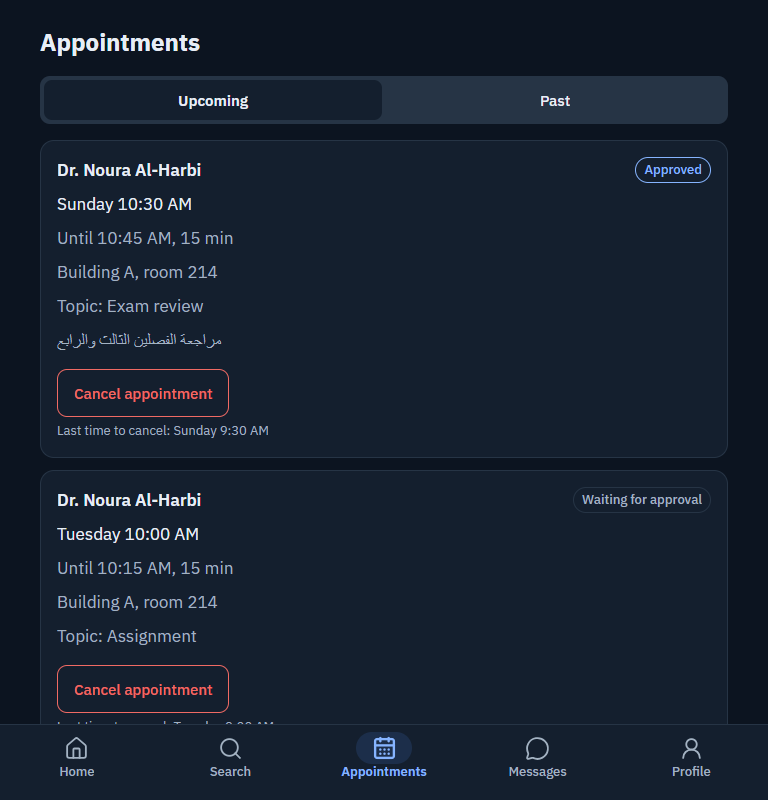 Appointments
Upcoming
Past
Dr. Noura Al-Harbi
Approved
Sunday 10:30 AM
Until 10:45 AM, 15 min
Building A, room 214
Topic: Exam review
مراجعة الفصلين الثالث والرابع
Cancel appointment
Last time to cancel: Sunday 9:30 AM
Dr. Noura Al-Harbi
Waiting for approval
Tuesday 10:00 AM
Until 10:15 AM, 15 min
Building A, room 214
Topic: Assignment
Cancel appointment
Home
Search
Appointments
Messages
Profile